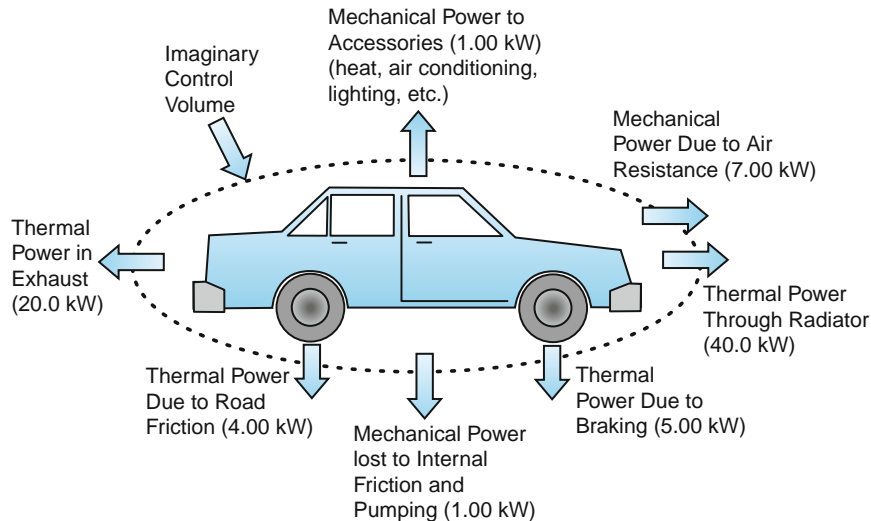 Mechanical Power to
Accessories (1.00 kW)
(heat, air conditioning,
lighting, etc.)
Imaginary
Control
Volume
Mechanical
Power Due to Air
Resistance (7.00 kW)
Thermal
Power in
Exhaust
(20.0 kW)
Thermal Power
Through Radiator
(40.0 kW)
Thermal Power
Due to Road
Friction (4.00 kW)
Mechanical Power
lost to Internal
Friction and
Pumping (1.00 kW)
Thermal
Power Due to
Braking (5.00 kW)